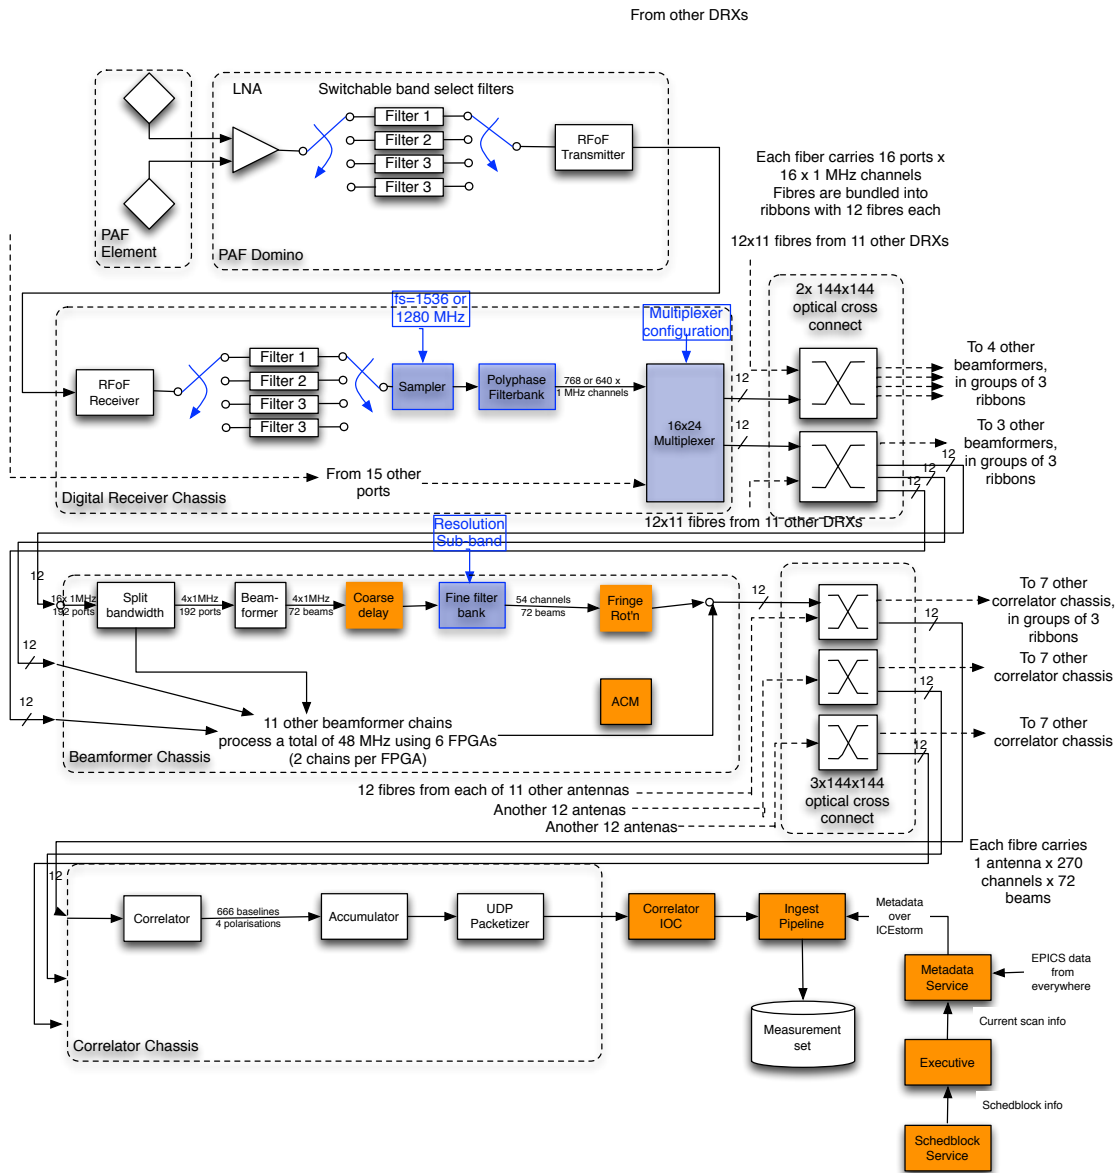 From other DRXs
LNA
Switchable band select filters
Filter 1
Filter 2
Filter 3
Filter 3
RFoF
Transmitter
PAF
Element
PAF Domino
Each fiber carries 16 ports x
16 x 1 MHz channels
Fibres are bundled into
ribbons with 12 fibres each
12x11 fibres from 11 other DRXs
fs=1536 or
1280 MHz
Multiplexer
configuration
2x 144x144
optical cross
connect
Filter 1
Filter 2
Filter 3
Filter 3
RFoF
Receiver
Sampler
Polyphase
Filterbank
768 or 640 x
1 MHz channels
16x24
Multiplexer
12
12
To 4 other
beamformers,
in groups of 3
ribbons
To 3 other
beamformers,
in groups of 3
ribbons
12
12
12
From 15 other
ports
Digital Receiver Chassis
12x11 fibres from 11 other DRXs
Resolution
Sub-band
12
16x 1MHz
192 ports
Split
bandwidth
4x1MHz
192 ports
Beam-
former
4x1MHz
72 beams
Coarse
delay
Fine filter
bank
54 channels
72 beams
Fringe
Rot'n
12
To 7 other
correlator chassis,
in groups of 3
ribbons
12
12
To 7 other
correlator chassis
12
ACM
12
11 other beamformer chains
process a total of 48 MHz using 6 FPGAs
(2 chains per FPGA)
Beamformer Chassis
To 7 other
correlator chassis
12
3x144x144
optical cross
connect
12 fibres from each of 11 other antennas
Another 12 antenas
Another 12 antenas
Each fibre carries
1 antenna x 270
channels x 72
beams
12
Correlator
666 baselines
4 polarisations
Accumulator
UDP
Packetizer
Correlator
IOC
Ingest
Pipeline
Metadata
over
ICEstorm
Metadata
Service
EPICS data
from
everywhere
Current scan info
Measurement
set
Correlator Chassis
Executive
Schedblock info
Schedblock
Service